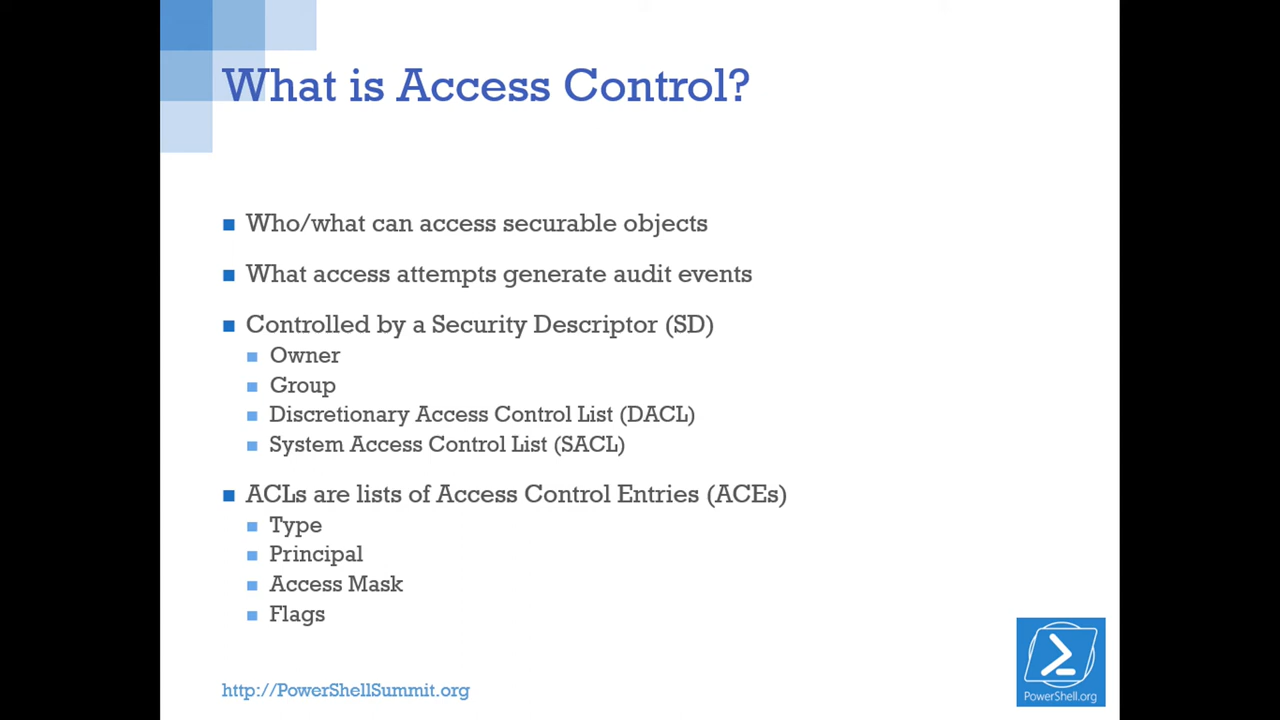 What is Access Control?
Who/what can access securable objects
What access attempts generate audit events
Controlled by a Security Descriptor (SD)
Owner
Group
Discretionary Access Control List (DACL)
System Access Control List (SACL)
ACLs are lists of Access Control Entries (ACEs)
Type
Principal
Access Mask
Flags
http://PowerShellSummit.org
PowerShell.org